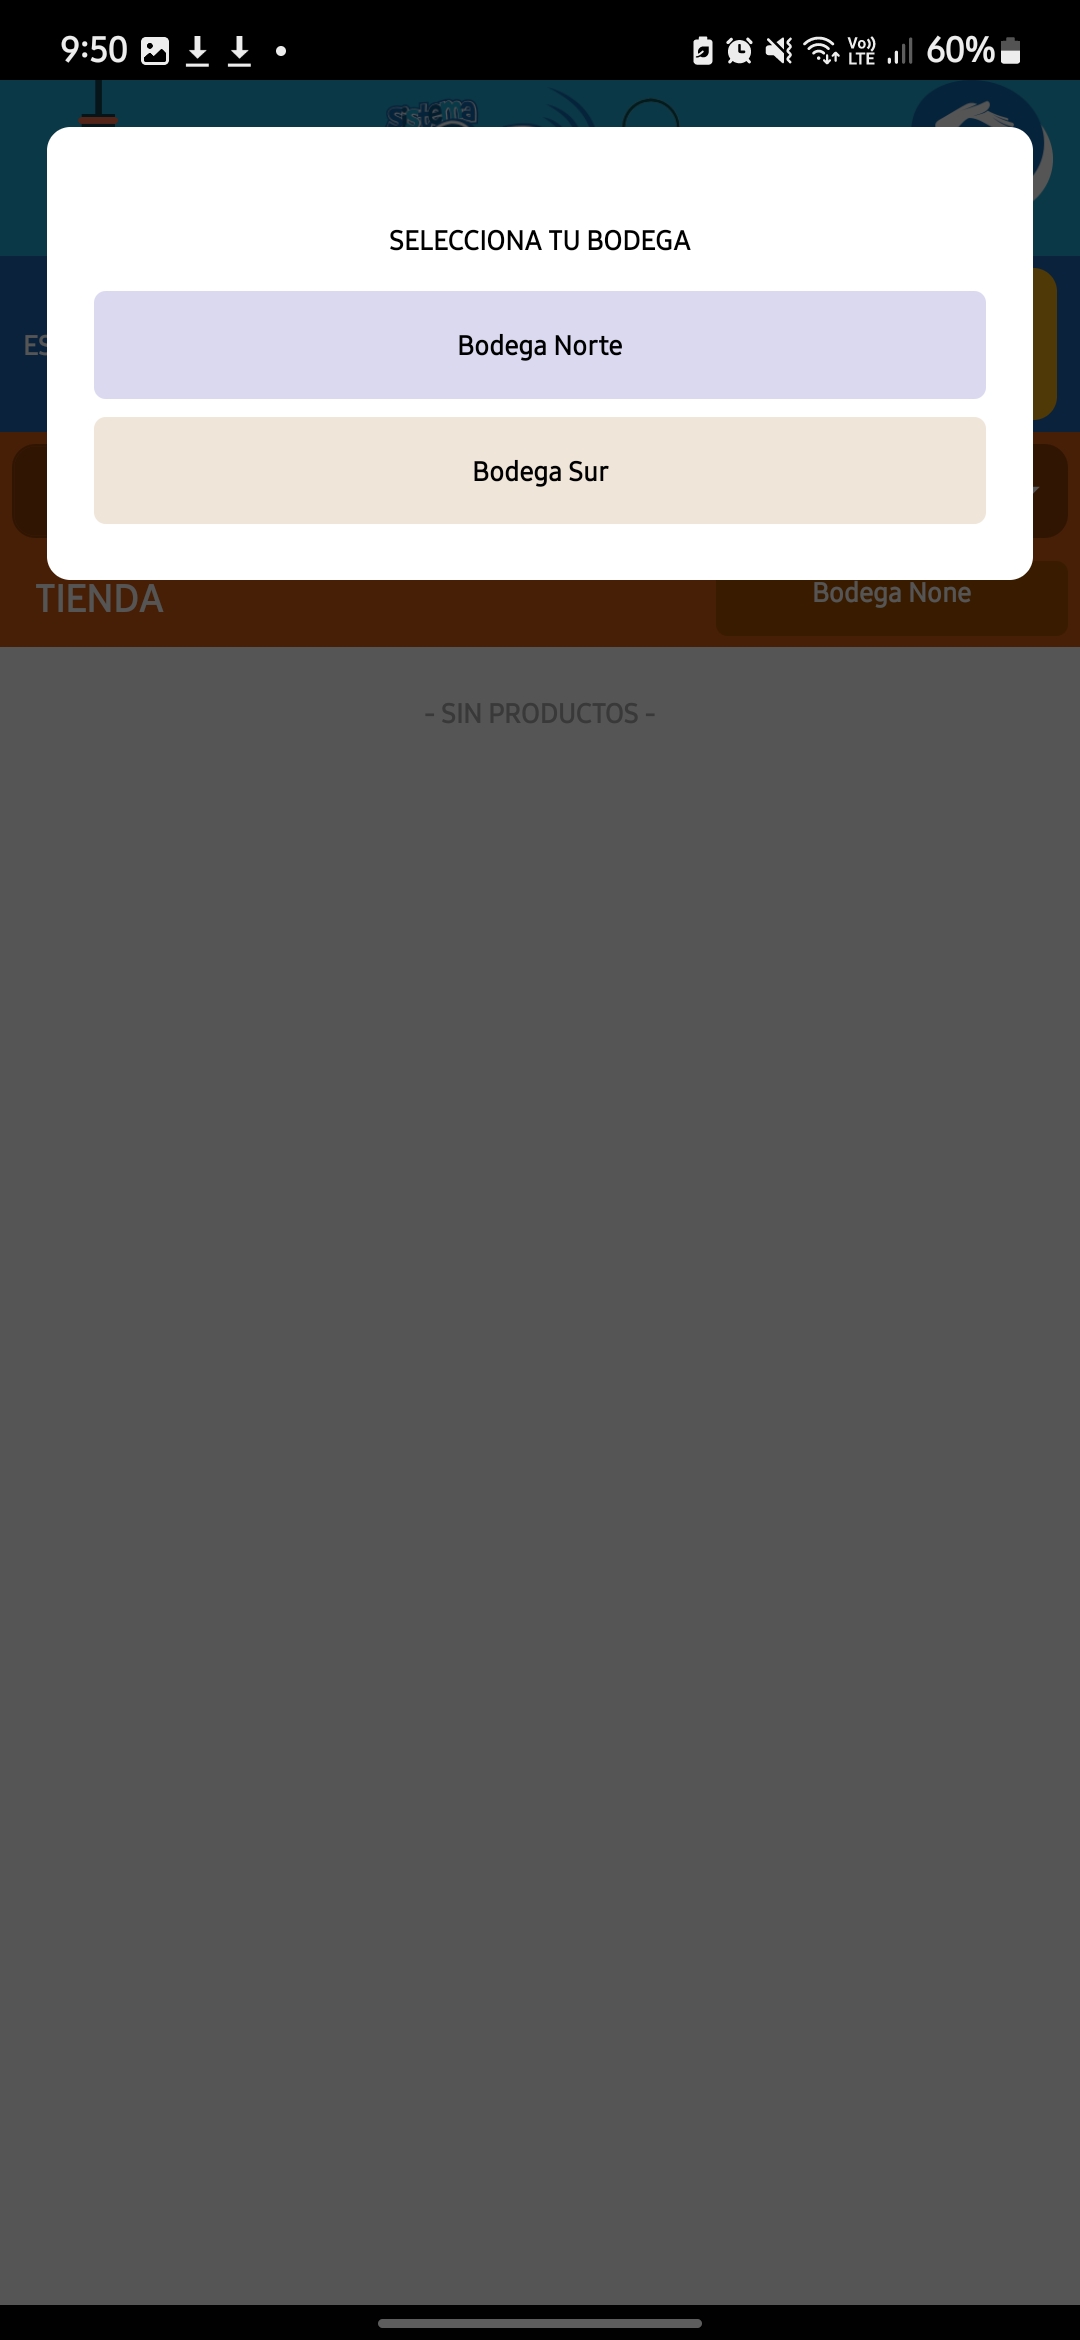 9:50
Vo)) LTE
60%
Sistema
SELECCIONA TU BODEGA
Bodega Norte
ES
Bodega Sur
TIENDA
Bodega None
- SIN PRODUCTOS -